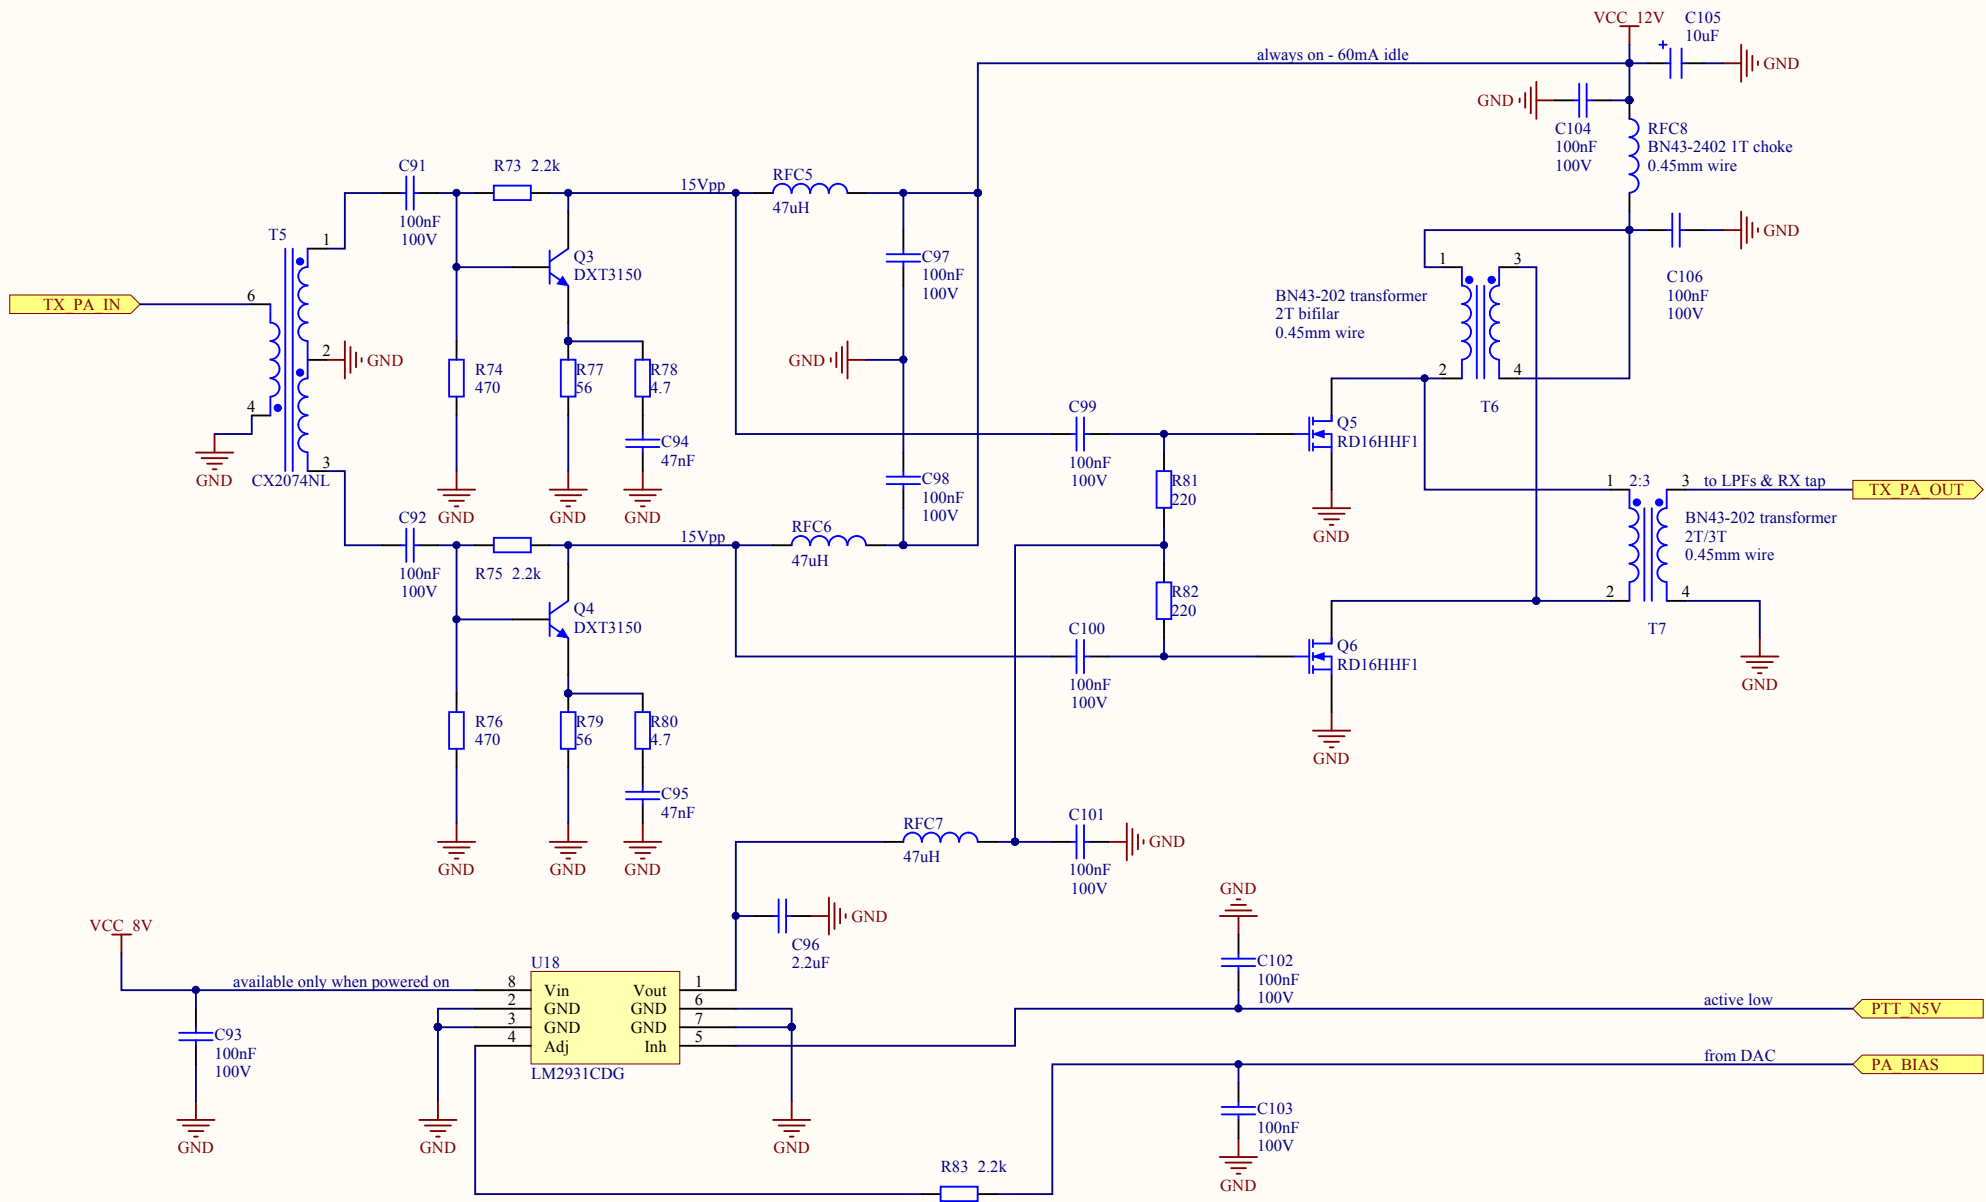 VCC_12V
C105
10uF
GND
always on - 60mA idle
GND
C104
100nF
100V
RFC8
BN43-2402 1T choke
0.45mm wire
GND
C106
100nF
100V
TX_PA_IN
T5
6
4
1
2
3
GND
GND
CX2074NL
C91
100nF
100V
R73 2.2k
15Vpp
RFC5
47uH
Q3
DXT3150
R74
470
R77
56
R78
4.7
C94
47nF
GND
GND
GND
C97
100nF
100V
GND
C98
100nF
100V
C92
100nF
100V
R75 2.2k
15Vpp
RFC6
47uH
Q4
DXT3150
R76
470
R79
56
R80
4.7
C95
47nF
GND
GND
GND
C99
100nF
100V
R81
220
R82
220
C100
100nF
100V
Q5
RD16HHF1
GND
Q6
RD16HHF1
GND
BN43-202 transformer
2T bifilar
0.45mm wire
1
3
2
4
T6
1
2:3
3
to LPFs & RX tap
TX_PA_OUT
BN43-202 transformer
2T/3T
0.45mm wire
2
4
T7
GND
RFC7
47uH
C101
100nF
100V
GND
C96
2.2uF
GND
VCC_8V
available only when powered on
C93
100nF
100V
GND
U18
8
Vin
Vout
1
2
GND
GND
6
3
GND
GND
7
4
Adj
Inh
5
LM2931CDG
GND
GND
GND
C102
100nF
100V
active low
PTT_N5V
from DAC
PA_BIAS
C103
100nF
100V
GND
R83 2.2k